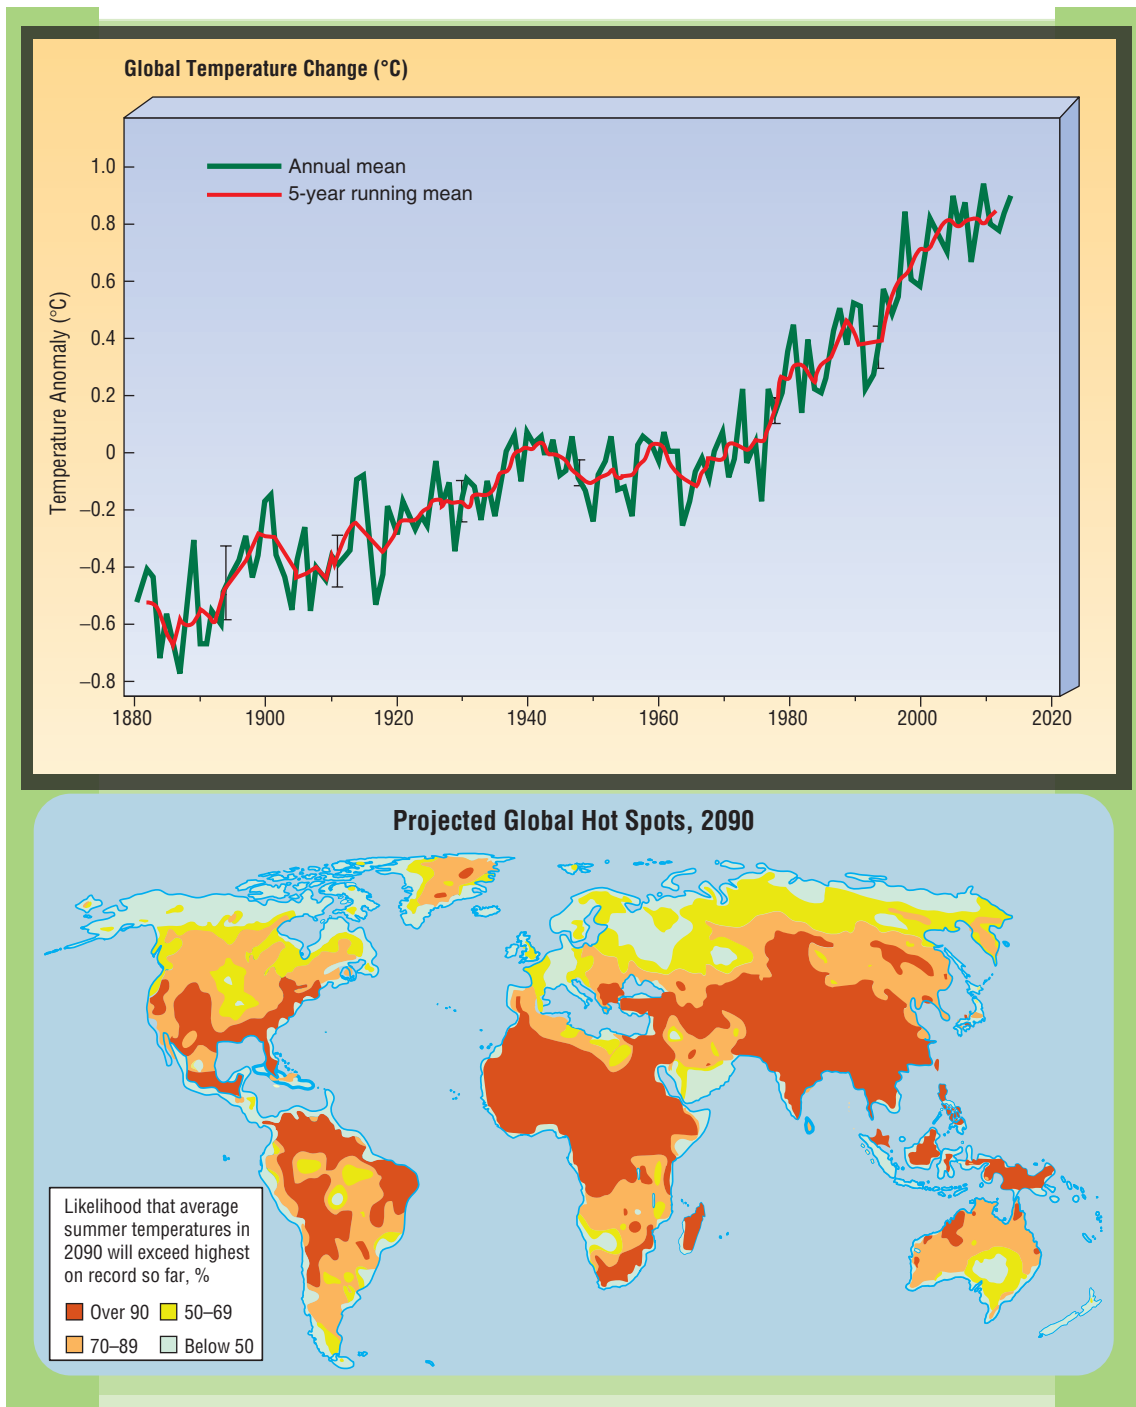 Global Temperature Change (°C)
Annual mean
5-year running mean
Temperature Anomaly (°C)
1.0
0.8
0.6
0.4
0.2
0
–0.2
–0.4
–0.6
–0.8
1880 1900 1920 1940 1960 1980 2000 2020
Projected Global Hot Spots, 2090
Likelihood that average
summer temperatures in
2090 will exceed highest
on record so far, %
Over 90 50–69
70–89 Below 50